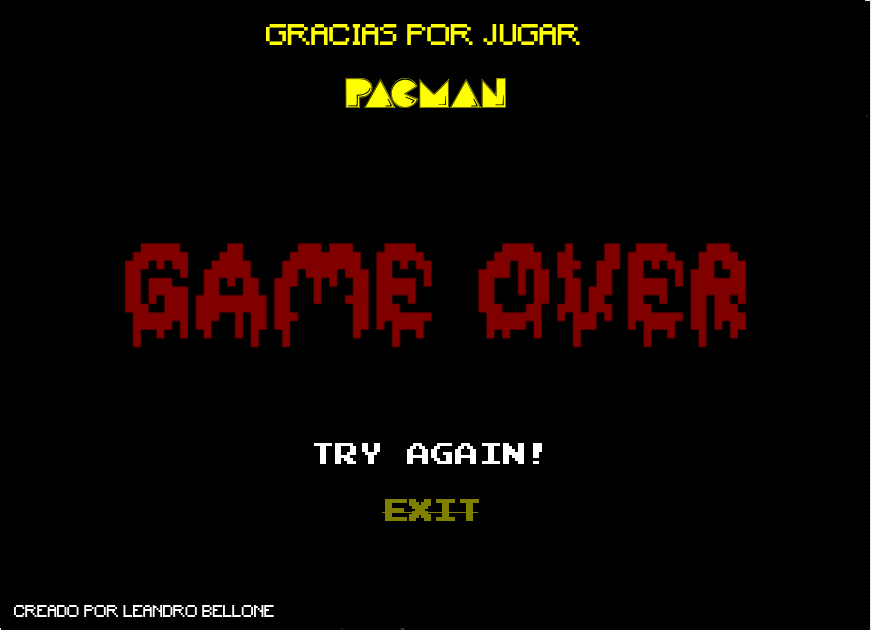 GRACIAS POR JUGAR
PACMAN
GAME OVER
TRY AGAIN!
EXIT
CREADO POR LEANDRO BELLONE